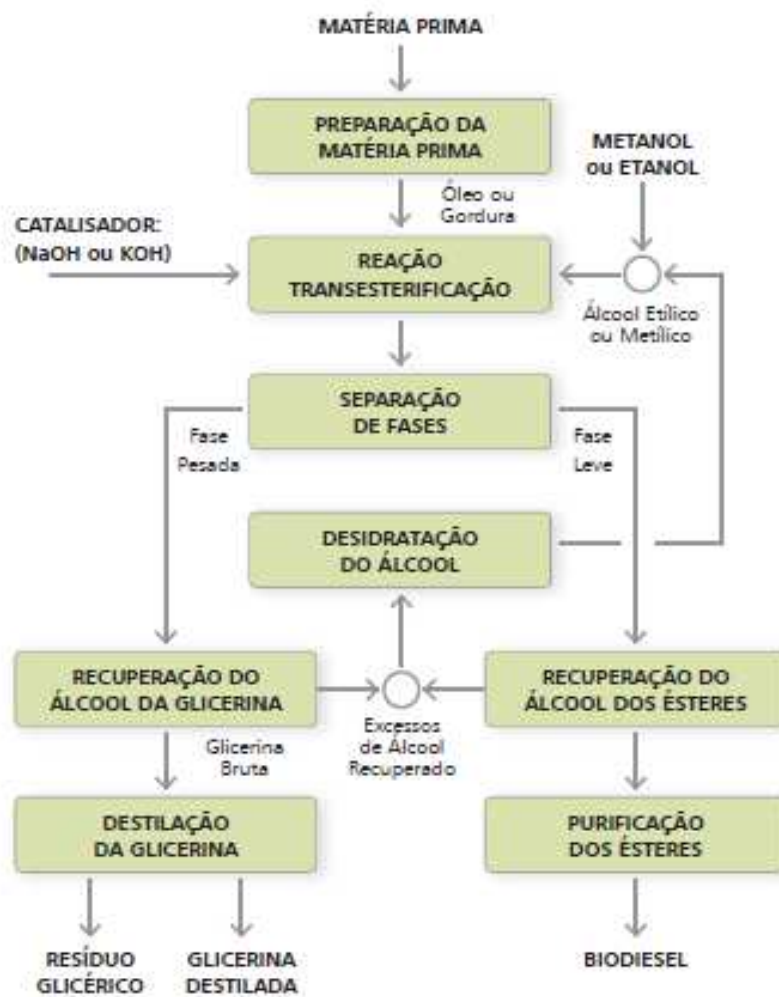 MATÉRIA PRIMA
PREPARAÇÃO DA
MATÉRIA PRIMA
METANOL
ou ETANOL
Óleo ou
Gordura
CATALISADOR:
(NaOH ou KOH)
REAÇÃO
TRANSESTERIFICAÇÃO
Álcool Etílico
ou Metílico
SEPARAÇÃO
DE FASES
Fase
Pesada
Fase
Leve
DESIDRATAÇÃO
DO ÁLCOOL
RECUPERAÇÃO DO
ÁLCOOL DA GLICERINA
RECUPERAÇÃO DO
ÁLCOOL DOS ÉSTERES
Excessos
de Álcool
Recuperado
Glicerina
Bruta
DESTILAÇÃO
DA GLICERINA
PURIFICAÇÃO
DOS ÉSTERES
RESÍDUO
GLICÉRICO
GLICERINA
DESTILADA
BIODIESEL